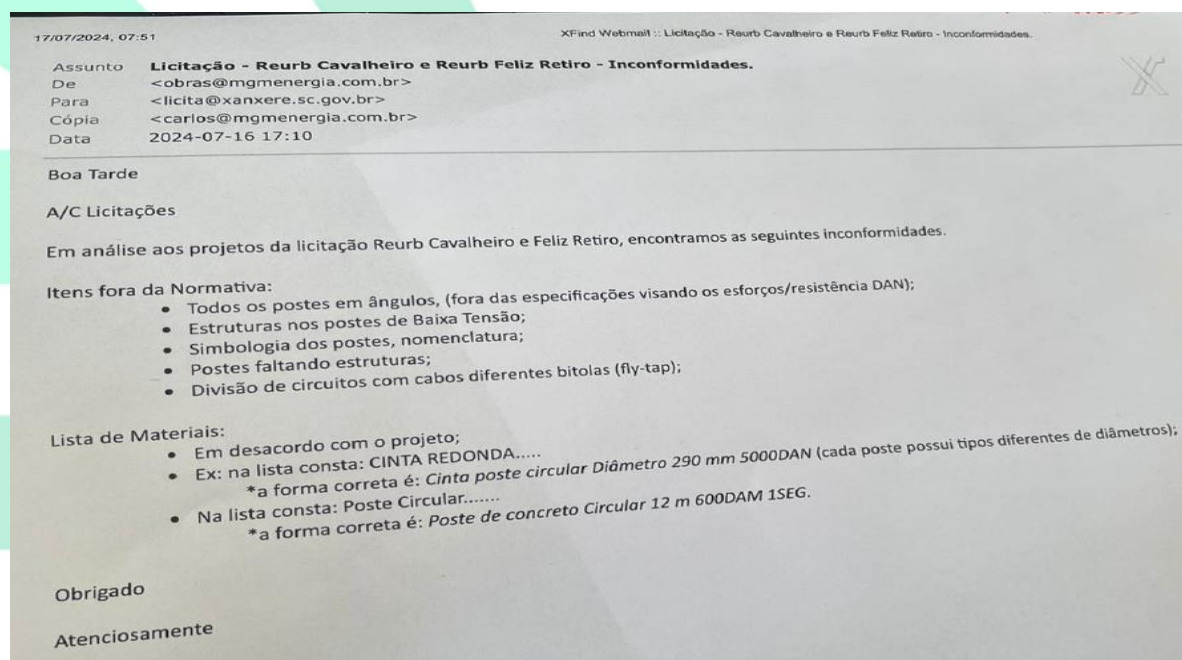 17/07/2024, 07:51
XFind Webmail :: Licitação - Reurb Cavalheiro e Reurb Feliz Retiro - Inconformidades.
Assunto Licitação - Reurb Cavalheiro e Reurb Feliz Retiro - Inconformidades.
De <obras@mgmenergia.com.br>
Para <licita@xanxere.sc.gov.br>
Cópia <carlos@mgmenergia.com.br>
Data 2024-07-16 17:10
Boa Tarde
A/C Licitações
Em análise aos projetos da licitação Reurb Cavalheiro e Feliz Retiro, encontramos as seguintes inconformidades.
Itens fora da Normativa:
• Todos os postes em ângulos, (fora das especificações visando os esforços/resistência DAN);
• Estruturas nos postes de Baixa Tensão;
• Simbologia dos postes, nomenclatura;
• Postes faltando estruturas;
• Divisão de circuitos com cabos diferentes bitolas (fly-tap);
Lista de Materiais:
• Em desacordo com o projeto;
• Ex: na lista consta: CINTA REDONDA.....
*a forma correta é: Cinta poste circular Diâmetro 290 mm 5000DAN (cada poste possui tipos diferentes de diâmetros);
• Na lista consta: Poste Circular.......
*a forma correta é: Poste de concreto Circular 12 m 600DAM 1SEG.
Obrigado
Atenciosamente